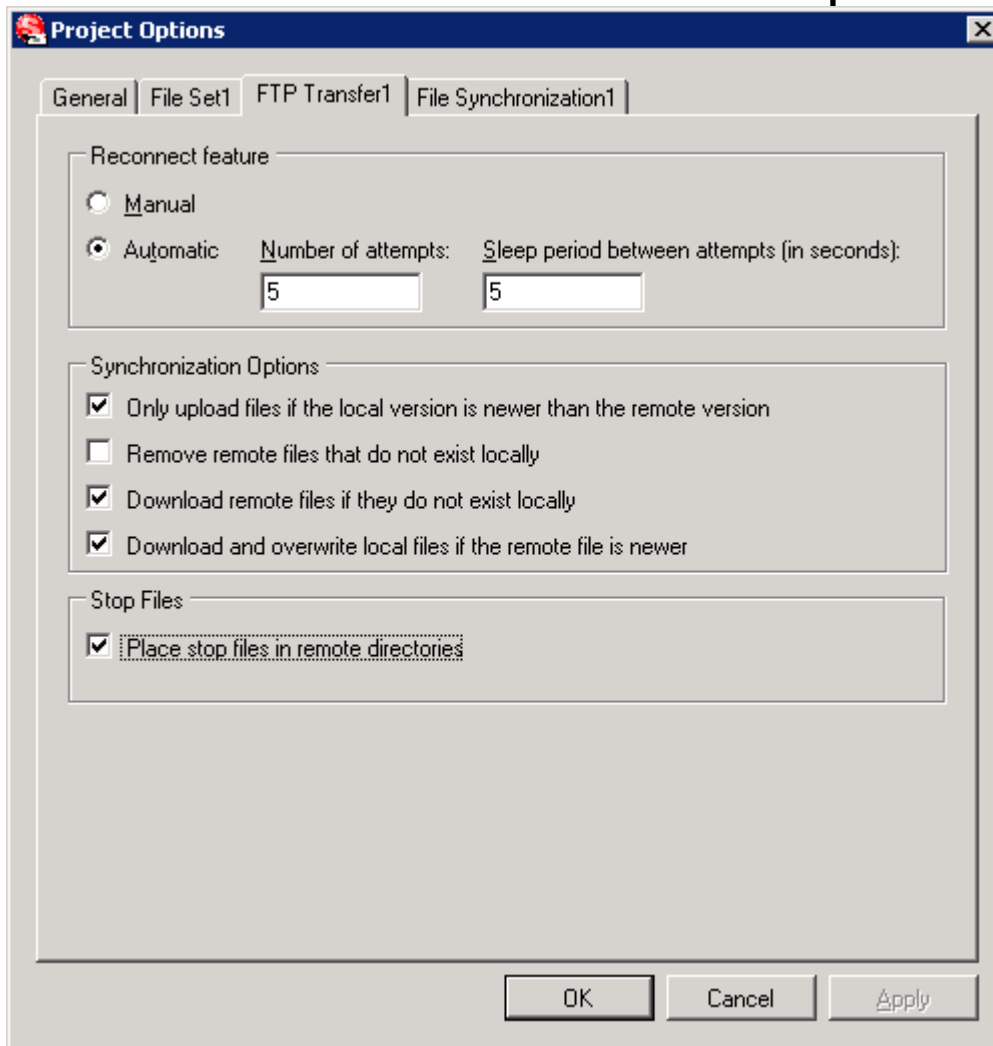 Project Options
General File Set1 FTP Transfer1 File Synchronization1
Reconnect feature
Manual
Automatic Number of attempts: Sleep period between attempts (in seconds):
5 5
Synchronization Options
Only upload files if the local version is newer than the remote version
Remove remote files that do not exist locally
Download remote files if they do not exist locally
Download and overwrite local files if the remote file is newer
Stop Files
Place stop files in remote directories
OK Cancel Apply